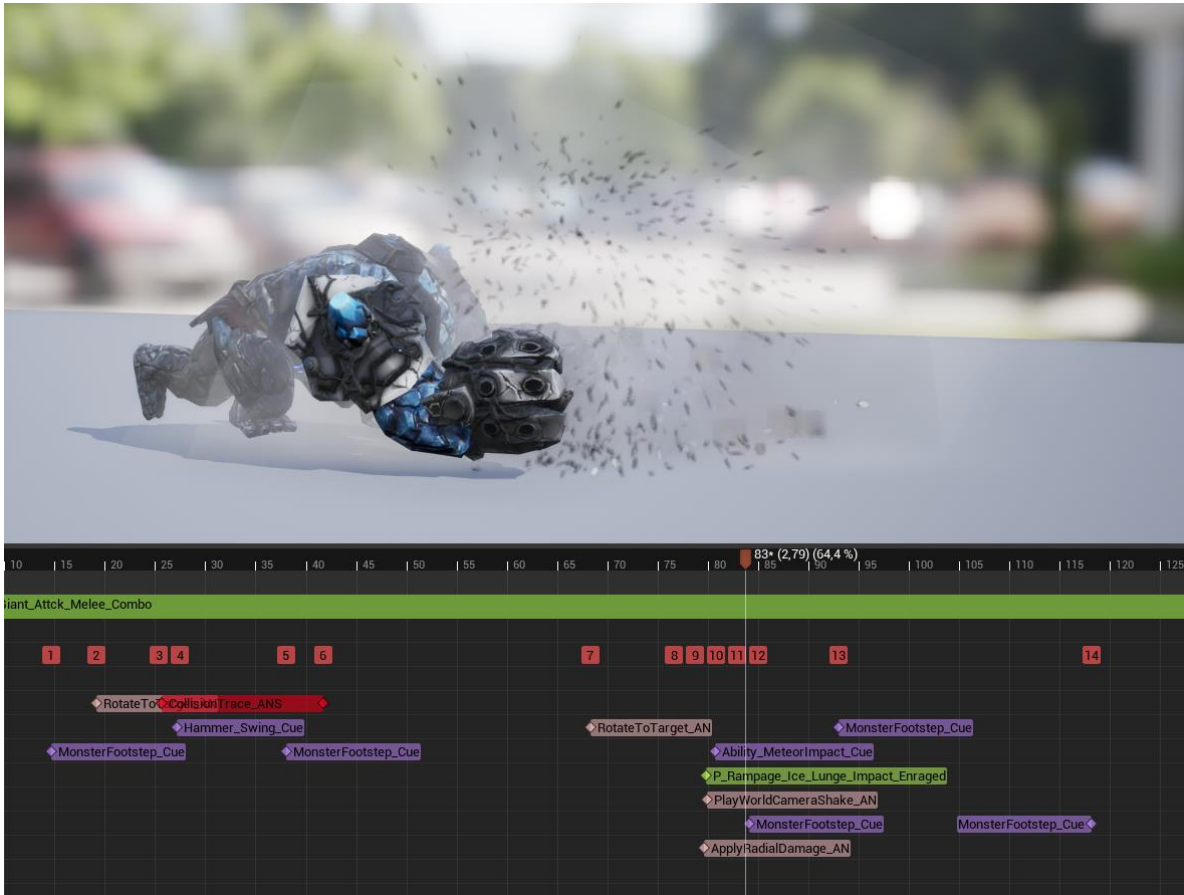 83* (2,79) (64,4 %)
10 15 20 25 30 35 40 45 50 55 60 65 70 75 80 85 90 95 100 105 110 115 120 125
Giant_Attck_Melee_Combo
1 2 3 4 5 6 7 8 9 10 11 12 13 14
RotateTo CollisionTrace_ANS
Hammer_Swing_Cue RotateToTarget_AN MonsterFootstep_Cue
MonsterFootstep_Cue MonsterFootstep_Cue Ability_MeteorImpact_Cue
P_Rampage_Ice_Lunge_Impact_Enraged
PlayWorldCameraShake_AN
MonsterFootstep_Cue MonsterFootstep_Cue
ApplyRadialDamage_AN